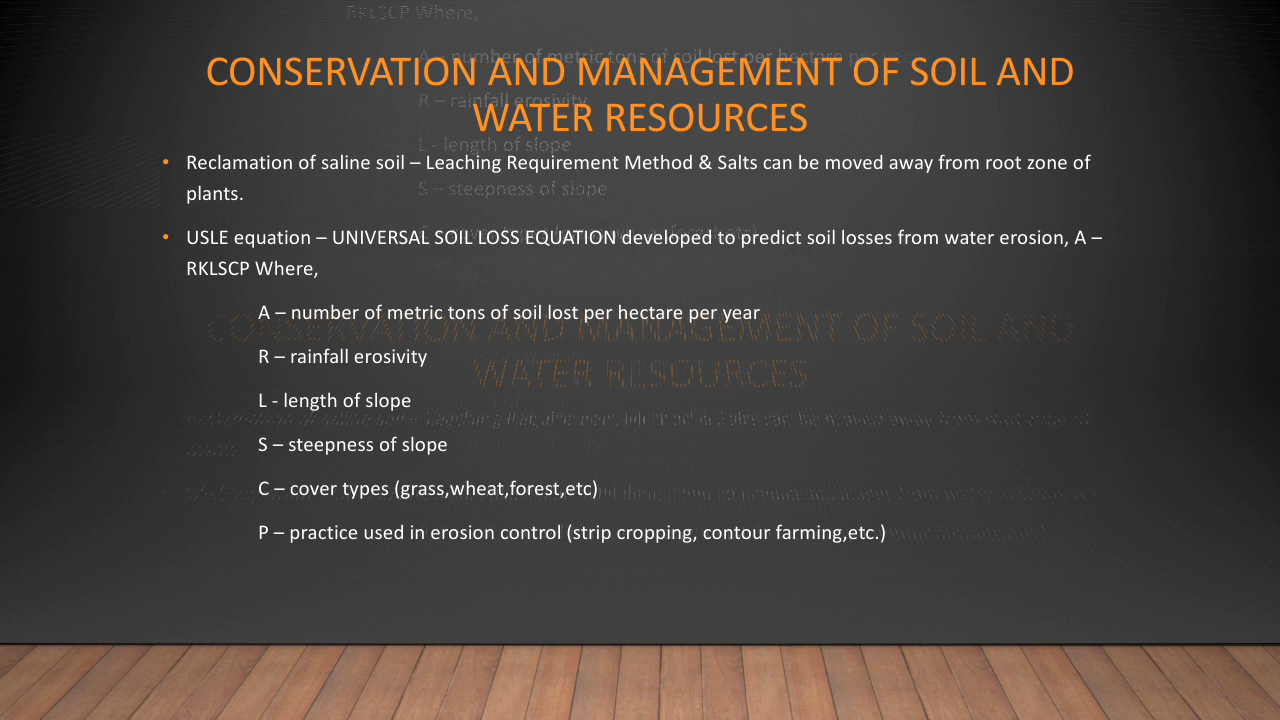 CONSERVATION AND MANAGEMENT OF SOIL AND
WATER RESOURCES
• Reclamation of saline soil – Leaching Requirement Method & Salts can be moved away from root zone of
plants.
• USLE equation – UNIVERSAL SOIL LOSS EQUATION developed to predict soil losses from water erosion, A –
RKLSCP Where,
A – number of metric tons of soil lost per hectare per year
R – rainfall erosivity
L - length of slope
S – steepness of slope
C – cover types (grass,wheat,forest,etc)
P – practice used in erosion control (strip cropping, contour farming,etc.)